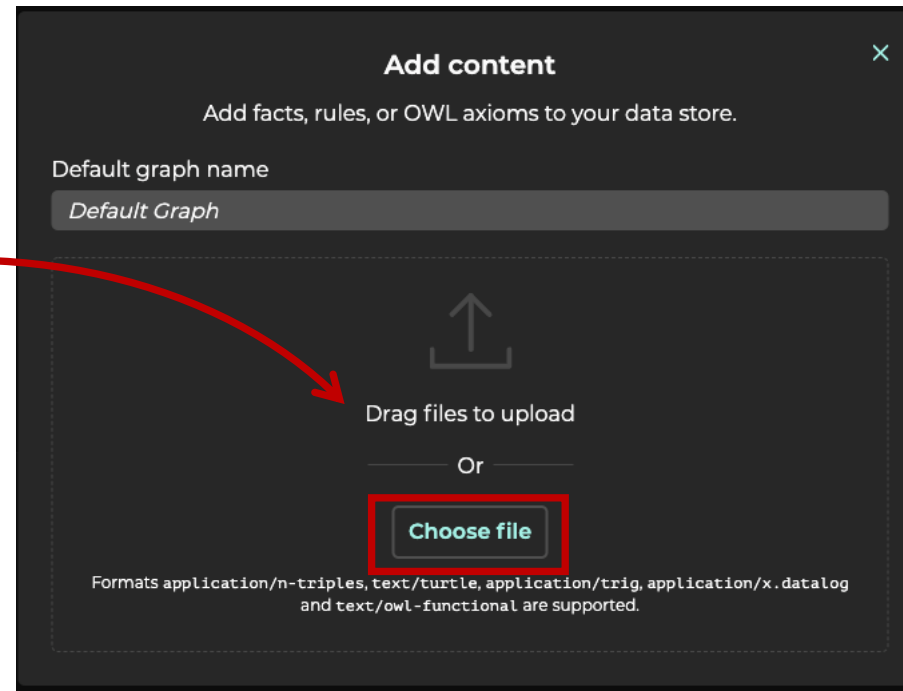 Add content
Add facts, rules, or OWL axioms to your data store.
Default graph name
Default Graph
Drag files to upload
Or
Choose file
Formats application/n-triples, text/turtle, application/trig, application/x.datalog
and text/owl-functional are supported.